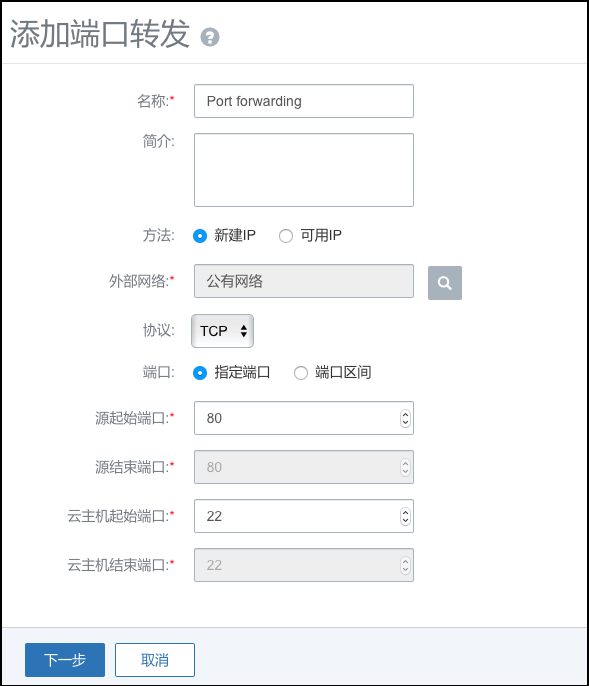 添加端口转发 ?
名称:* Port forwarding
简介:
方法: 新建IP 可用IP
外部网络:* 公有网络
协议: TCP
端口: 指定端口 端口区间
源起始端口:* 80
源结束端口:* 80
云主机起始端口:* 22
云主机结束端口:* 22
下一步 取消